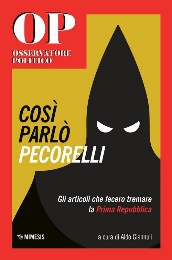 OP
OSSERVATORE
POLITICO
COSÌ
PARLÒ
PECORELLI
Gli articoli che fecero tremare
la Prima Repubblica
MIMESIS
a cura di Aldo Giannuli